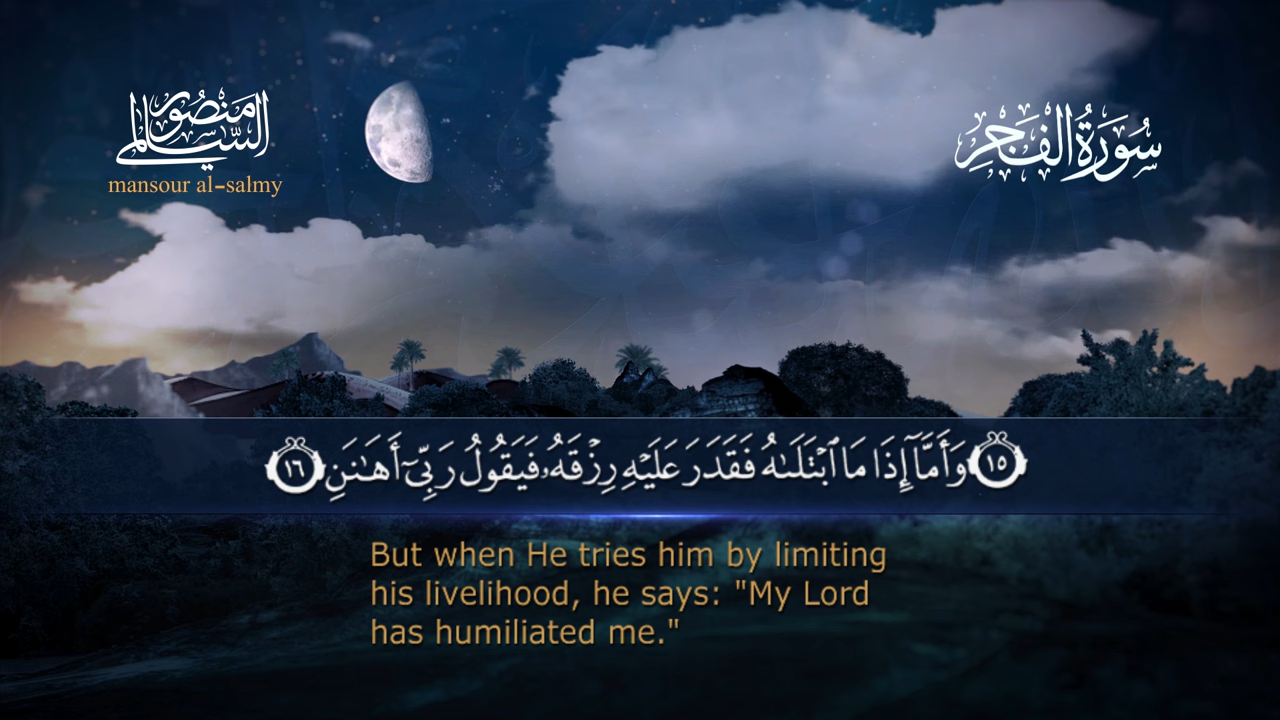 منصور السالمي
mansour al-salmy
سُورَةُ الفَجْرِ
١٥ وَأَمَّآ إِذَا مَا ٱبْتَلَىٰهُ فَقَدَرَ عَلَيْهِ رِزْقَهُۥ فَيَقُولُ رَبِّىٓ أَهَـٰنَنِ ١٦
But when He tries him by limiting
his livelihood, he says: "My Lord
has humiliated me."